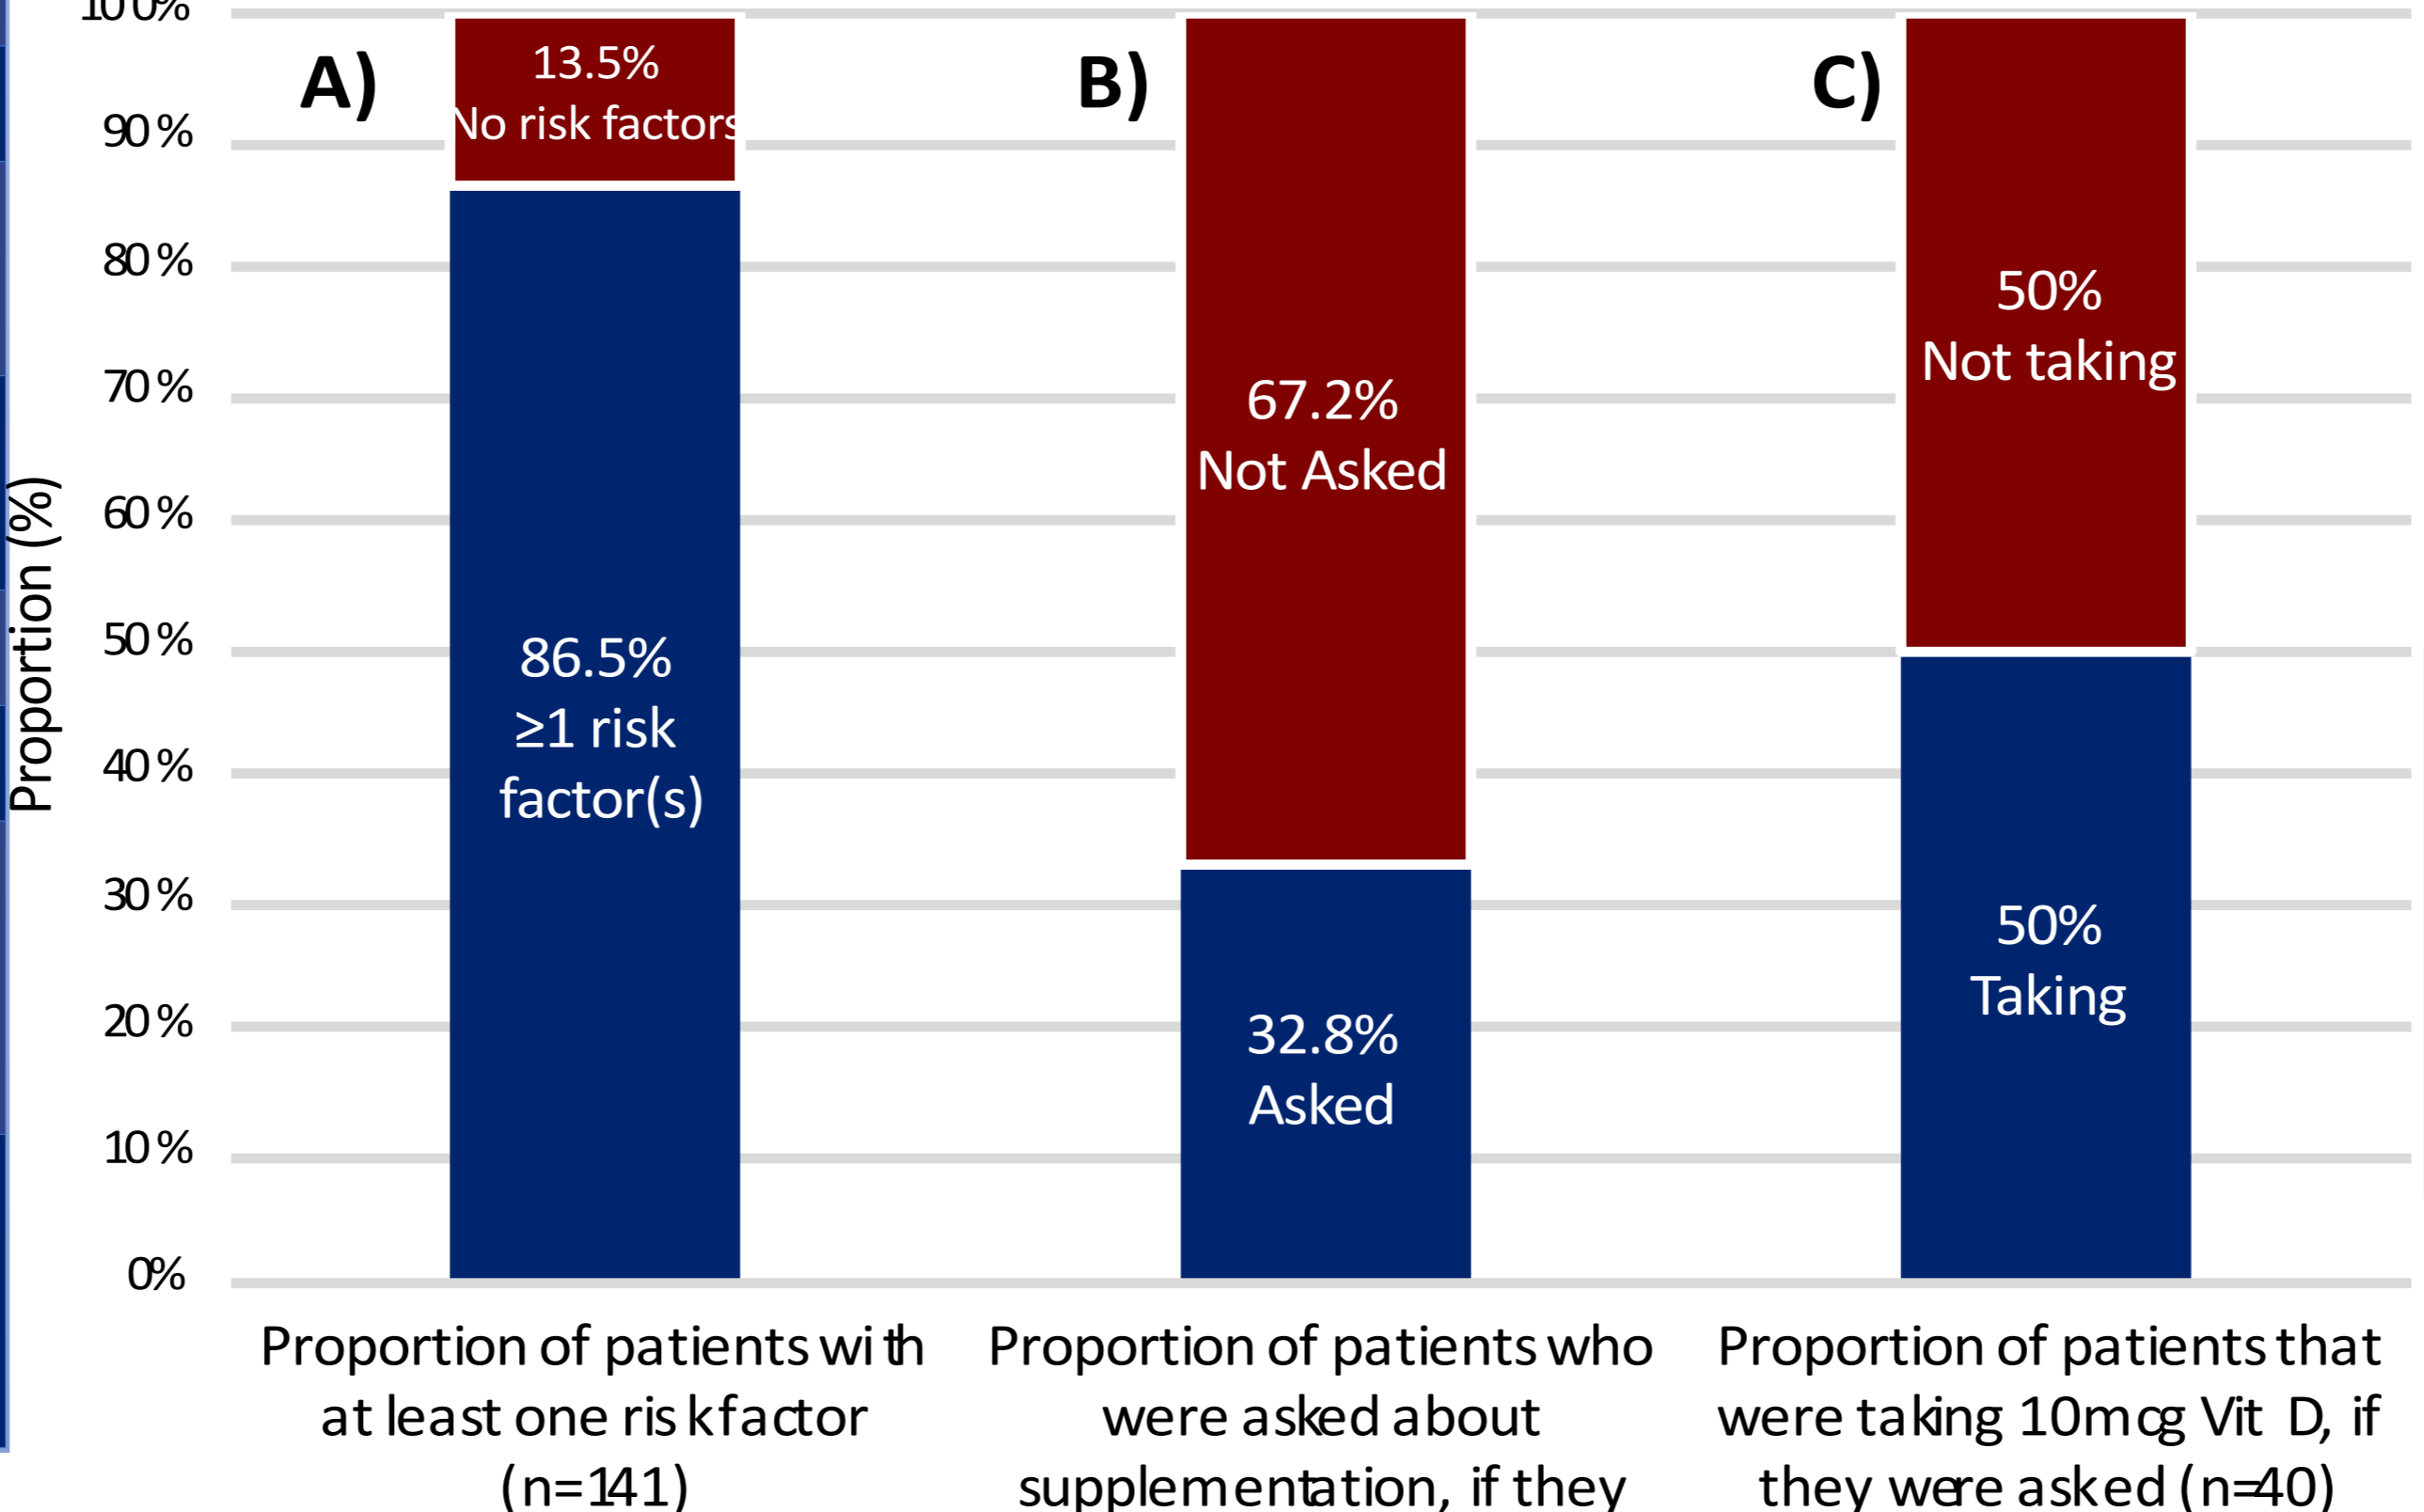 Proportion (%)
100%
90%
80%
70%
60%
50%
40%
30%
20%
10%
0%
A)
13.5%
No risk factors
86.5%
≥1 risk
factor(s)
B)
67.2%
Not Asked
32.8%
Asked
C)
50%
Not taking
50%
Taking
Proportion of patients with
at least one risk factor
(n=141)
Proportion of patients who
were asked about
supplementation, if they
Proportion of patients that
were taking 10mcg Vit D, if
they were asked (n=40)